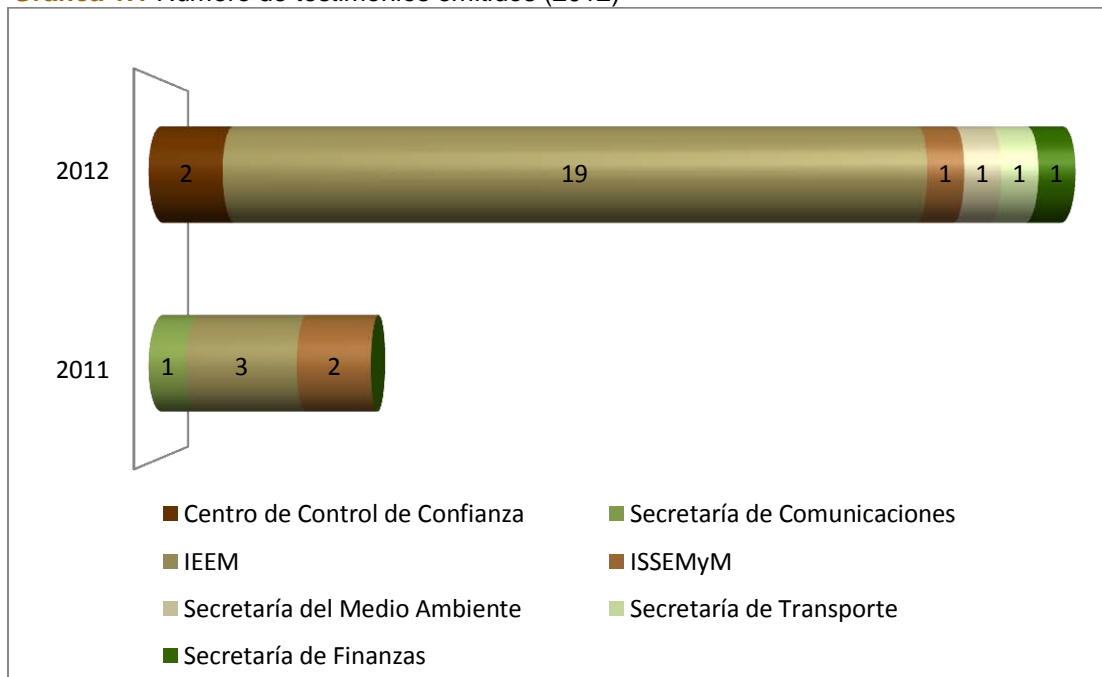 Número de testimonios emitidos (2012)
2012
2 19 1 1 1 1
2011
1 3 2
Centro de Control de Confianza Secretaría de Comunicaciones
IEEM ISSEMyM
Secretaría del Medio Ambiente Secretaría de Transporte
Secretaría de Finanzas